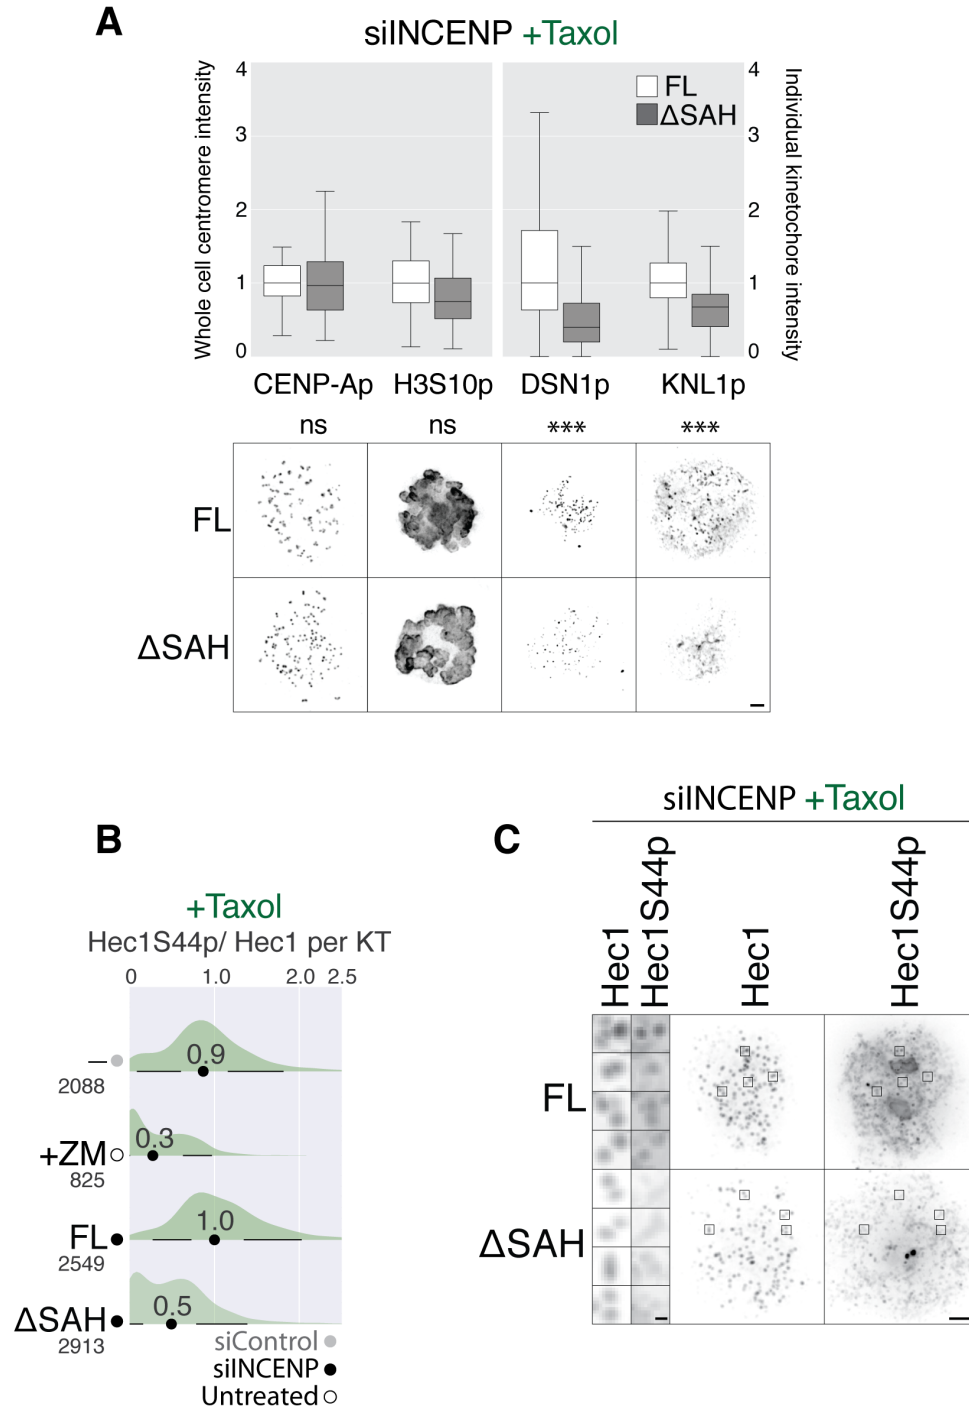 A
siINCENP +Taxol
Whole cell centromere intensity
4
3
2
1
0
FL
ΔSAH
4
3
2
1
0
Individual kinetochore intensity
CENP-Ap H3S10p DSN1p KNL1p
ns ns *** ***
FL
ΔSAH
B
+Taxol
Hec1S44p/ Hec1 per KT
0 1.0 2.0 2.5
— 0.9
2088
+ZM 0.3
825
FL 1.0
2549
ΔSAH 0.5
2913
siControl
siINCENP
Untreated
C
siINCENP +Taxol
Hec1 Hec1S44p Hec1 Hec1S44p
FL
ΔSAH